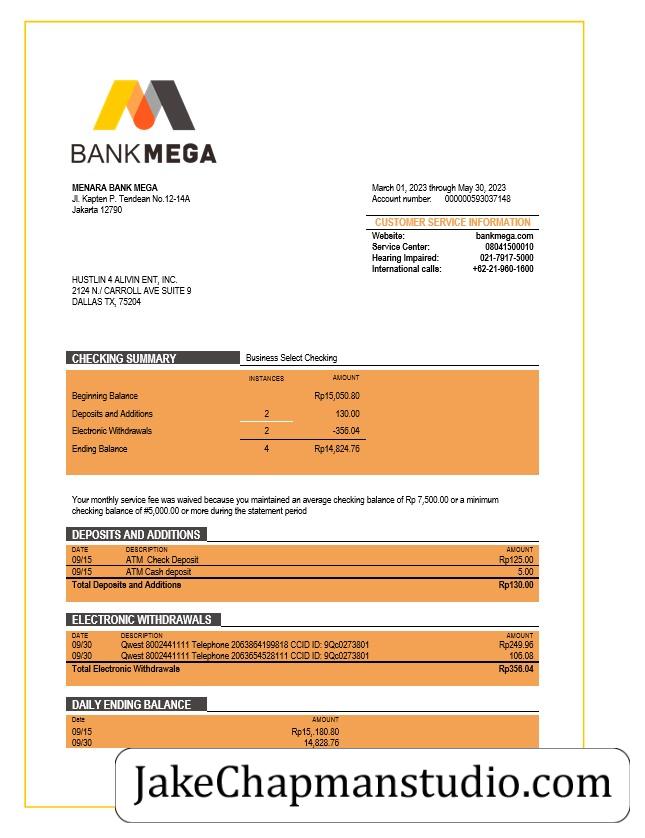 BANKMEGA
MENARA BANK MEGA
Jl. Kapten P. Tendean No.12-14A
Jakarta 12790
March 01, 2023 through May 30, 2023
Account number: 000000593037148
CUSTOMER SERVICE INFORMATION
Website: bankmega.com
Service Center: 08041500010
Hearing Impaired: 021-7917-5000
International calls: +62-21-960-1600
HUSTLIN 4 ALIVIN ENT, INC.
2124 N./ CARROLL AVE SUITE 9
DALLAS TX, 75204
CHECKING SUMMARY Business Select Checking
INSTANCES AMOUNT
Beginning Balance Rp15,050.80
Deposits and Additions 2 130.00
Electronic Withdrawals 2 -356.04
Ending Balance 4 Rp14,824.76
Your monthly service fee was waived because you maintained an average checking balance of Rp 7,500.00 or a minimum
checking balance of #5,000.00 or more during the statement period
DEPOSITS AND ADDITIONS
DATE DESCRIPTION AMOUNT
09/15 ATM Check Deposit Rp125.00
09/15 ATM Cash deposit 5.00
Total Deposits and Additions Rp130.00
ELECTRONIC WITHDRAWALS
DATE DESCRIPTION AMOUNT
09/30 Qwest 8002441111 Telephone 2063864199818 CCID ID: 9Qc0273801 Rp249.96
09/30 Qwest 8002441111 Telephone 2063654528111 CCID ID: 9Qc0273801 106.08
Total Electronic Withdrawals Rp356.04
DAILY ENDING BALANCE
Date AMOUNT
09/15 Rp15,.180.80
09/30 14,828.76
JakeChapmanstudio.com